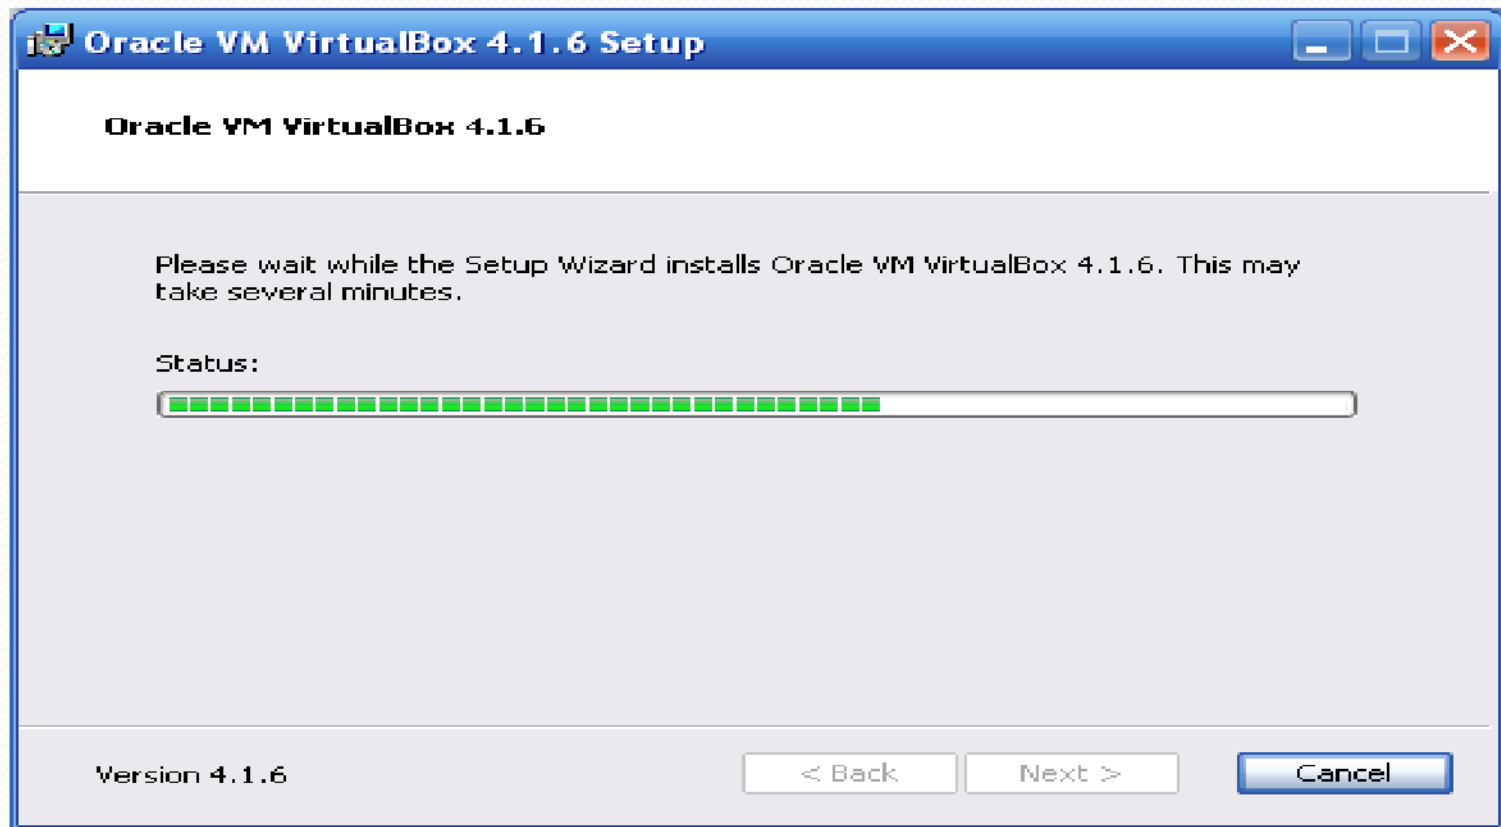 Oracle VM VirtualBox 4.1.6 Setup
Oracle VM VirtualBox 4.1.6
Please wait while the Setup Wizard installs Oracle VM VirtualBox 4.1.6. This may
take several minutes.
Status:
Version 4.1.6
< Back
Next >
Cancel